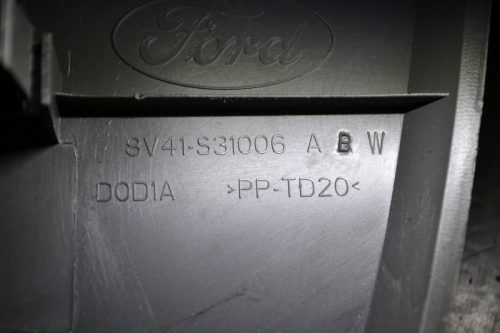 Ford
8V41-S31006 A B W
DOD1A >PP-TD20<